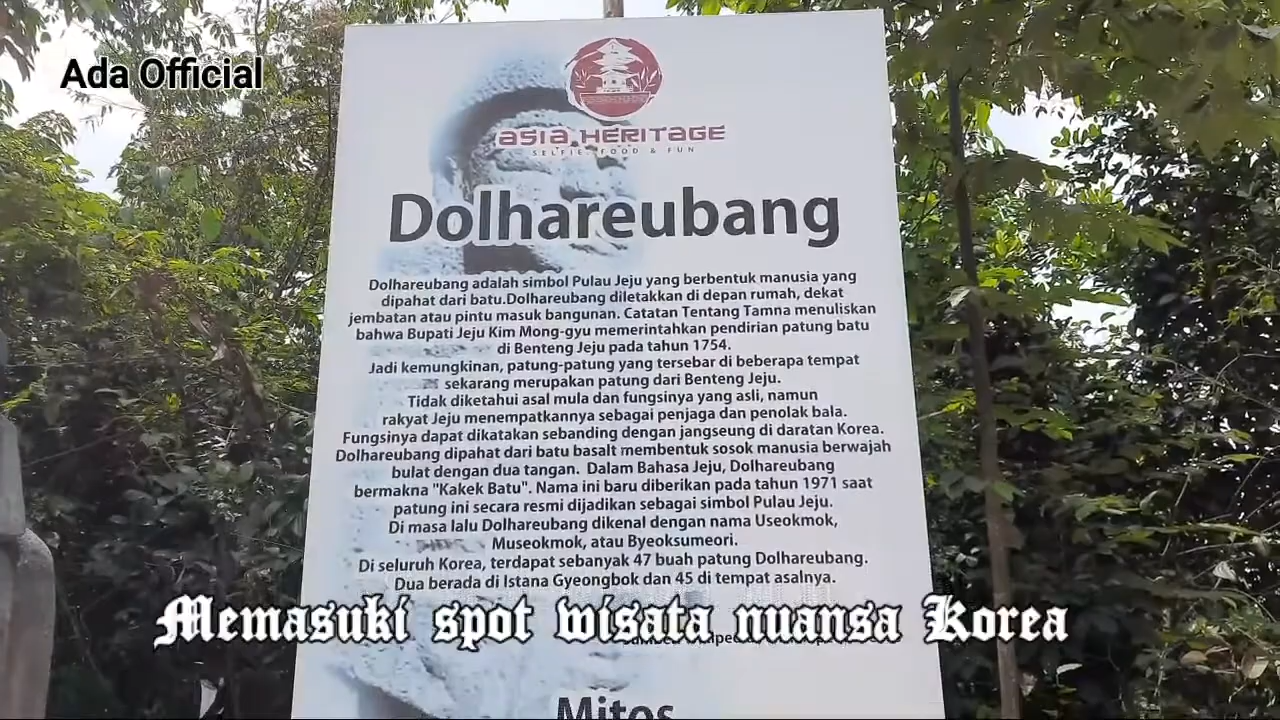 Ada Official
ASIA HERITAGE
SELFIE, FOOD & FUN
Dolhareubang
Dolhareubang adalah simbol Pulau Jeju yang berbentuk manusia yang
dipahat dari batu.Dolhareubang diletakkan di depan rumah, dekat
jembatan atau pintu masuk bangunan. Catatan Tentang Tamna menuliskan
bahwa Bupati Jeju Kim Mong-gyu memerintahkan pendirian patung batu
di Benteng Jeju pada tahun 1754.
Jadi kemungkinan, patung-patung yang tersebar di beberapa tempat
sekarang merupakan patung dari Benteng Jeju.
Tidak diketahui asal mula dan fungsinya yang asli, namun
rakyat Jeju menempatkannya sebagai penjaga dan penolak bala.
Fungsinya dapat dikatakan sebanding dengan jangseung di daratan Korea.
Dolhareubang dipahat dari batu basalt membentuk sosok manusia berwajah
bulat dengan dua tangan. Dalam Bahasa Jeju, Dolhareubang
bermakna "Kakek Batu". Nama ini baru diberikan pada tahun 1971 saat
patung ini secara resmi dijadikan sebagai simbol Pulau Jeju.
Di masa lalu Dolhareubang dikenal dengan nama Useokmok,
Museokmok, atau Byeoksumeori.
Di seluruh Korea, terdapat sebanyak 47 buah patung Dolhareubang.
Dua berada di Istana Gyeongbok dan 45 di tempat asalnya.
Memasuki spot wisata nuansa Korea
Mitos